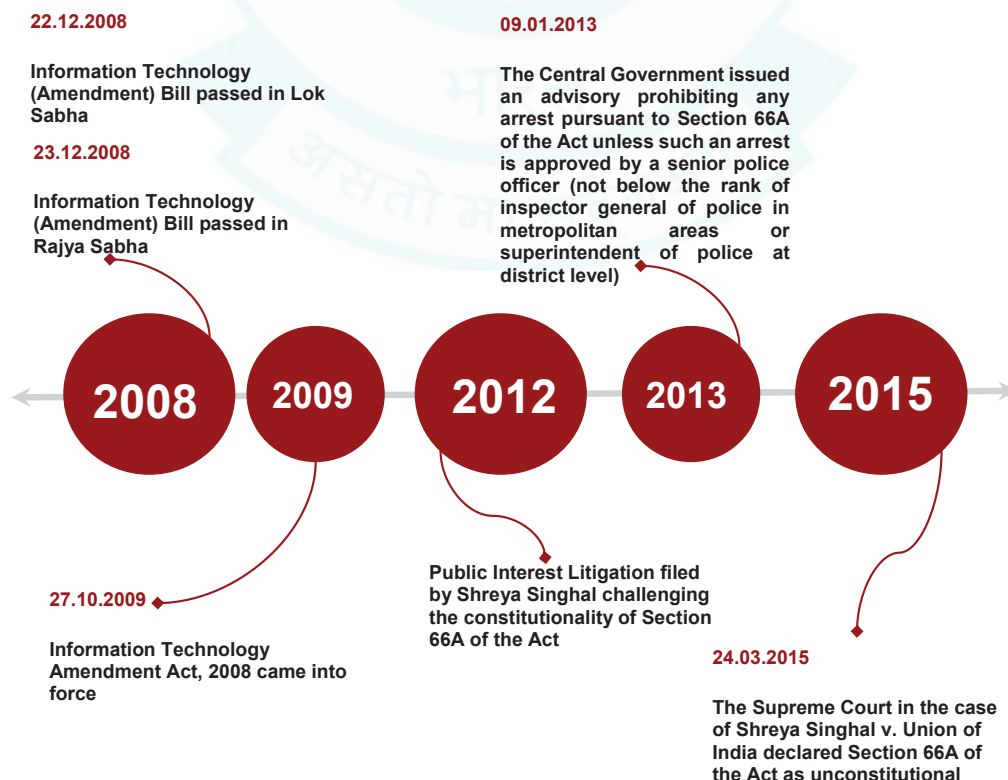 22.12.2008
Information Technology
(Amendment) Bill passed in Lok
Sabha
23.12.2008
Information Technology
(Amendment) Bill passed in
Rajya Sabha
09.01.2013
The Central Government issued
an advisory prohibiting any
arrest pursuant to Section 66A
of the Act unless such an arrest
is approved by a senior police
officer (not below the rank of
inspector general of police in
metropolitan areas or
superintendent of police at
district level)
2008
2009
2012
2013
2015
27.10.2009
Information Technology
Amendment Act, 2008 came into
force
Public Interest Litigation filed
by Shreya Singhal challenging
the constitutionality of Section
66A of the Act
24.03.2015
The Supreme Court in the case
of Shreya Singhal v. Union of
India declared Section 66A of
the Act as unconstitutional
असतो मा